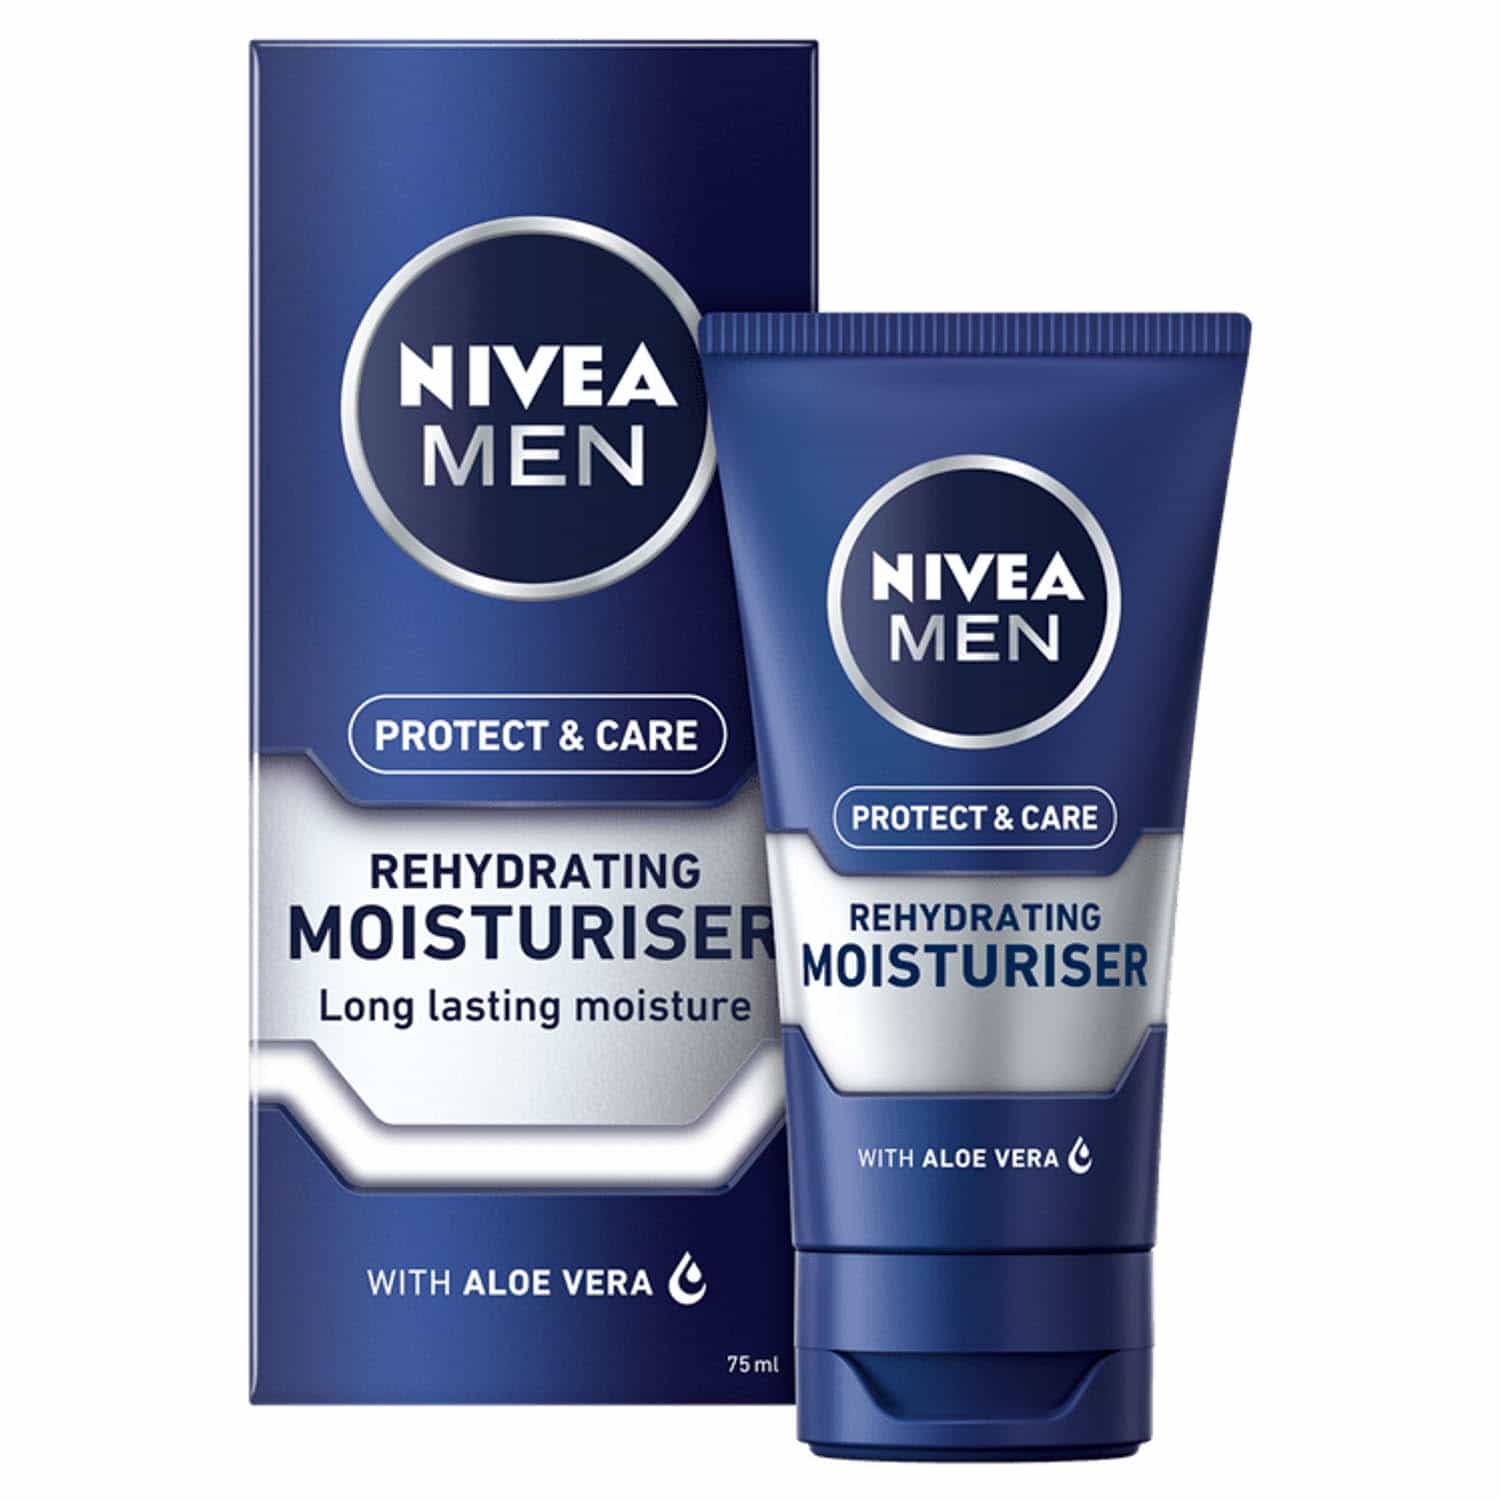 NIVEA
MEN
PROTECT & CARE
REHYDRATING
MOISTURISER
Long lasting moisture
WITH ALOE VERA
75 ml
NIVEA
MEN
PROTECT & CARE
REHYDRATING
MOISTURISER
WITH ALOE VERA